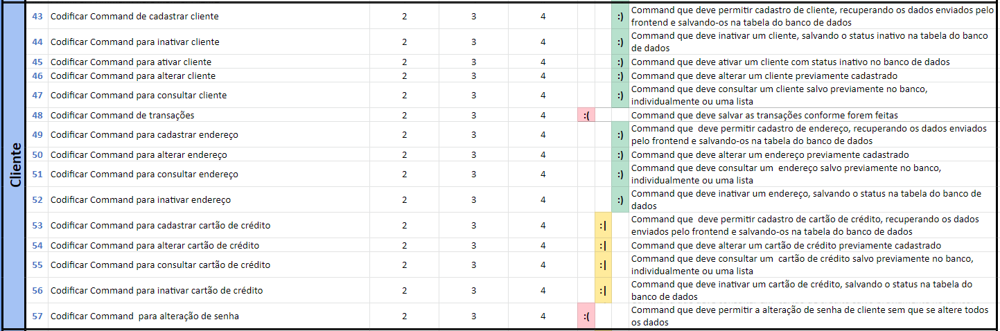 Cliente
43 Codificar Command de cadastrar cliente 2 3 4 :) Command que deve permitir cadastro de cliente, recuperando os dados enviados pelo
frontend e salvando-os na tabela do banco de dados
44 Codificar Command para inativar cliente 2 3 4 :) Command que deve inativar um cliente, salvando o status inativo na tabela do banco
de dados
45 Codificar Command para ativar cliente 2 3 4 :) Command que deve ativar um cliente com status inativo no banco de dados
46 Codificar Command para alterar cliente 2 3 4 :) Command que deve alterar um cliente previamente cadastrado
47 Codificar Command para consultar cliente 2 3 4 :) Command que deve consultar um cliente salvo previamente no banco,
individualmente ou uma lista
48 Codificar Command de transações 2 3 4 :( Command que deve salvar as transações conforme forem feitas
49 Codificar Command para cadastrar endereço 2 3 4 :) Command que deve permitir cadastro de endereço, recuperando os dados enviados
pelo frontend e salvando-os na tabela do banco de dados
50 Codificar Command para alterar endereço 2 3 4 :) Command que deve alterar um endereço previamente cadastrado
51 Codificar Command para consultar endereço 2 3 4 :) Command que deve consultar um endereço salvo previamente no banco,
individualmente ou uma lista
52 Codificar Command para inativar endereço 2 3 4 :) Command que deve inativar um endereço, salvando o status na tabela do banco de
dados
53 Codificar Command para cadastrar cartão de crédito 2 3 4 :| Command que deve permitir cadastro de cartão de crédito, recuperando os dados
enviados pelo frontend e salvando-os na tabela do banco de dados
54 Codificar Command para alterar cartão de crédito 2 3 4 :| Command que deve alterar um cartão de crédito previamente cadastrado
55 Codificar Command para consultar cartão de crédito 2 3 4 :| Command que deve consultar um cartão de crédito salvo previamente no banco,
individualmente ou uma lista
56 Codificar Command para inativar cartão de crédito 2 3 4 :| Command que deve inativar um cartão de crédito, salvando o status na tabela do
banco de dados
57 Codificar Command para alteração de senha 2 3 4 :( Command que deve permitir a alteração de senha de cliente sem que se altere todos
os dados